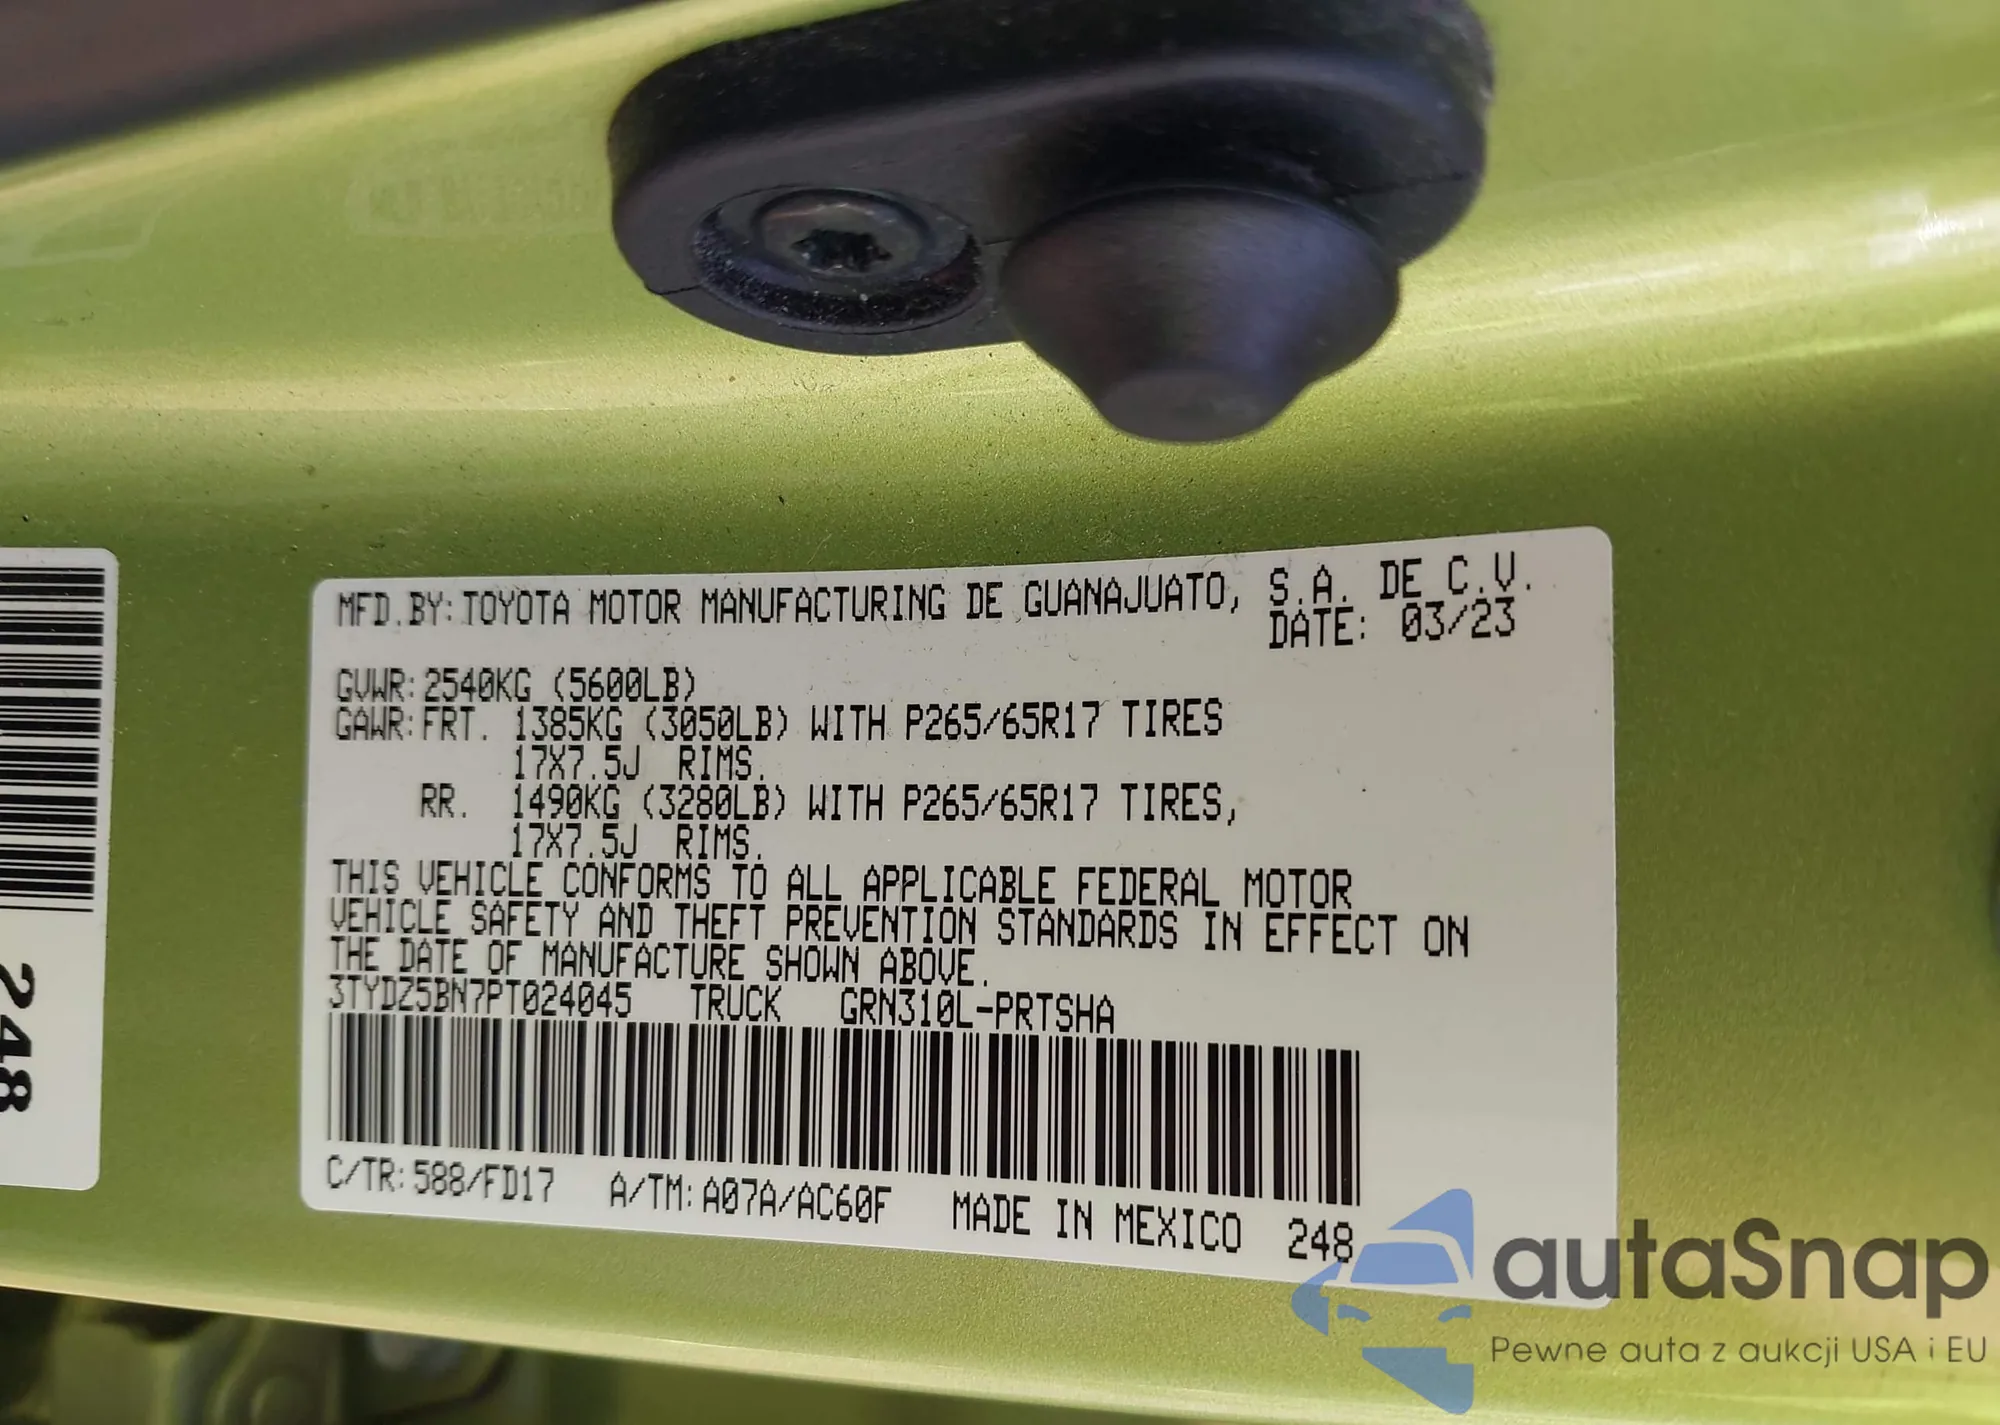 MFD.BY:TOYOTA MOTOR MANUFACTURING DE GUANAJUATO, S.A. DE C.V.
DATE: 03/23
GVWR:2540KG (5600LB)
GAWR:FRT. 1385KG (3050LB) WITH P265/65R17 TIRES
17X7.5J RIMS.
RR. 1490KG (3280LB) WITH P265/65R17 TIRES,
17X7.5J RIMS.
THIS VEHICLE CONFORMS TO ALL APPLICABLE FEDERAL MOTOR
VEHICLE SAFETY AND THEFT PREVENTION STANDARDS IN EFFECT ON
THE DATE OF MANUFACTURE SHOWN ABOVE.
3TYDZ5BN7PT024045 TRUCK GRN310L-PRTSHA
C/TR:588/FD17 A/TM:A07A/AC60F MADE IN MEXICO 248
248
autaSnap
Pewne auta z aukcji USA i EU